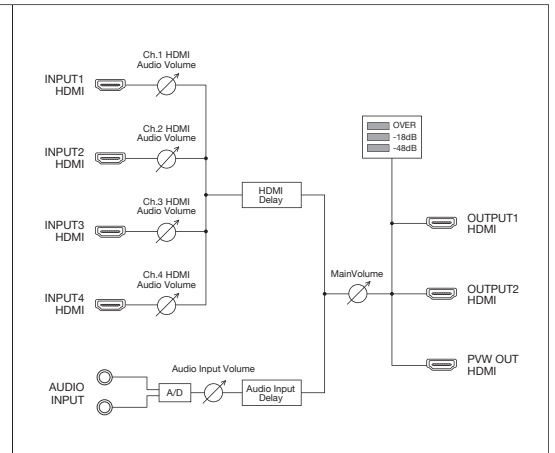 Ch.1 HDMI
Audio Volume
INPUT1
HDMI
Ch.2 HDMI
Audio Volume
INPUT2
HDMI
Ch.3 HDMI
Audio Volume
INPUT3
HDMI
Ch.4 HDMI
Audio Volume
INPUT4
HDMI
AUDIO
INPUT
A/D
Audio Input Volume
Audio Input
Delay
HDMI
Delay
MainVolume
OVER
-18dB
-48dB
OUTPUT1
HDMI
OUTPUT2
HDMI
PVW OUT
HDMI